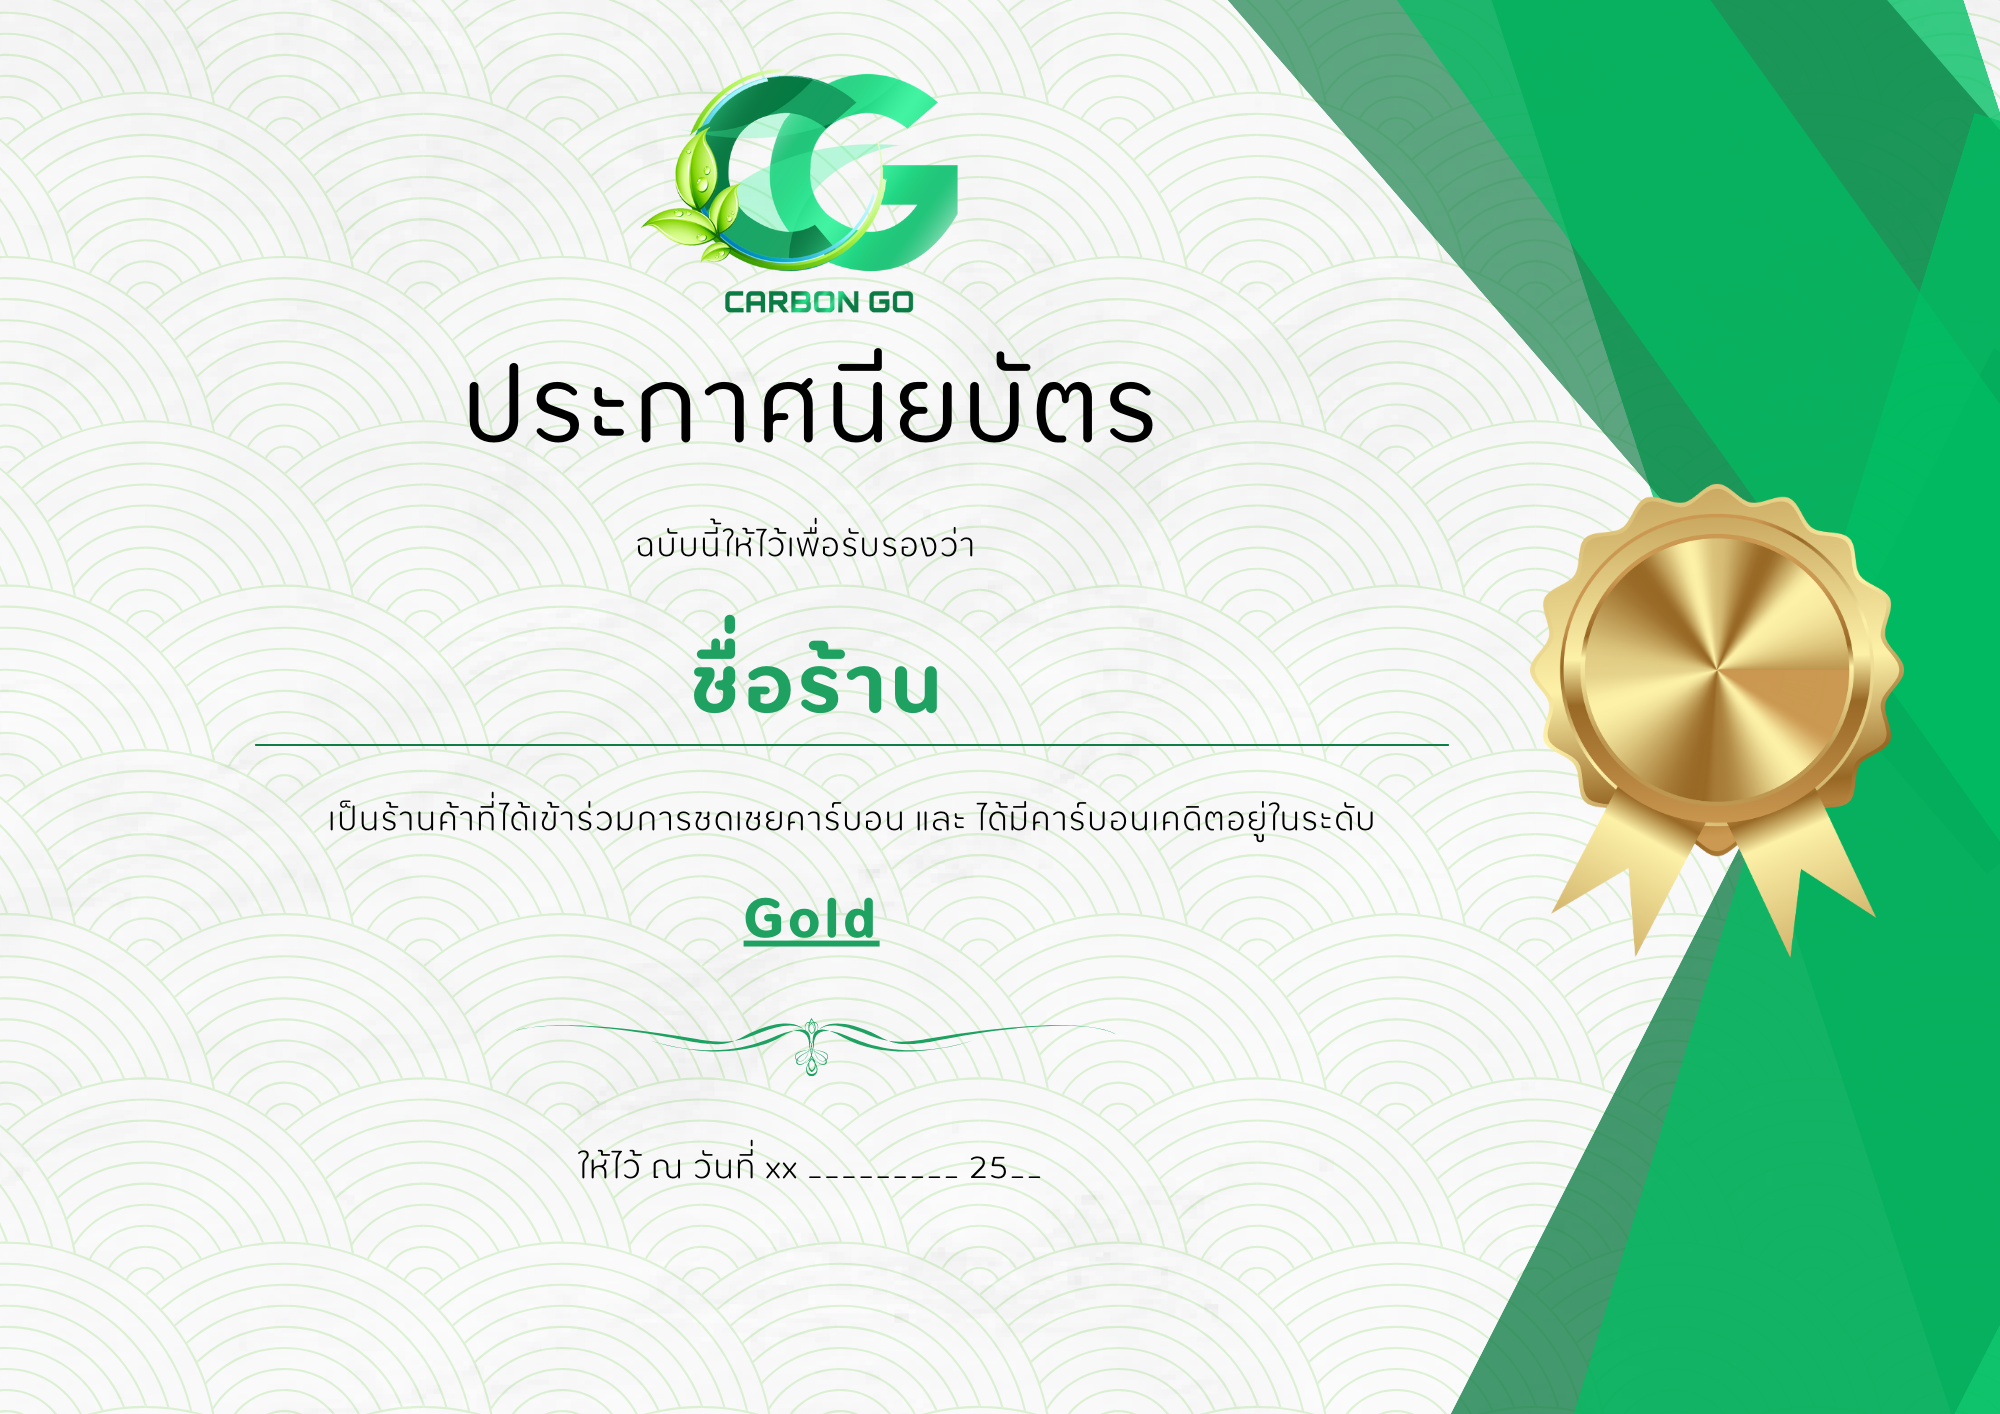 CG
CARBON GO
ประกาศนียบัตร
ฉบับนี้ให้ไว้เพื่อรับรองว่า
ชื่อร้าน
เป็นร้านค้าที่ได้เข้าร่วมการชดเชยคาร์บอน และ ได้มีคาร์บอนเคดิตอยู่ในระดับ
Gold
ให้ไว้ ณ วันที่ xx _________ 25__